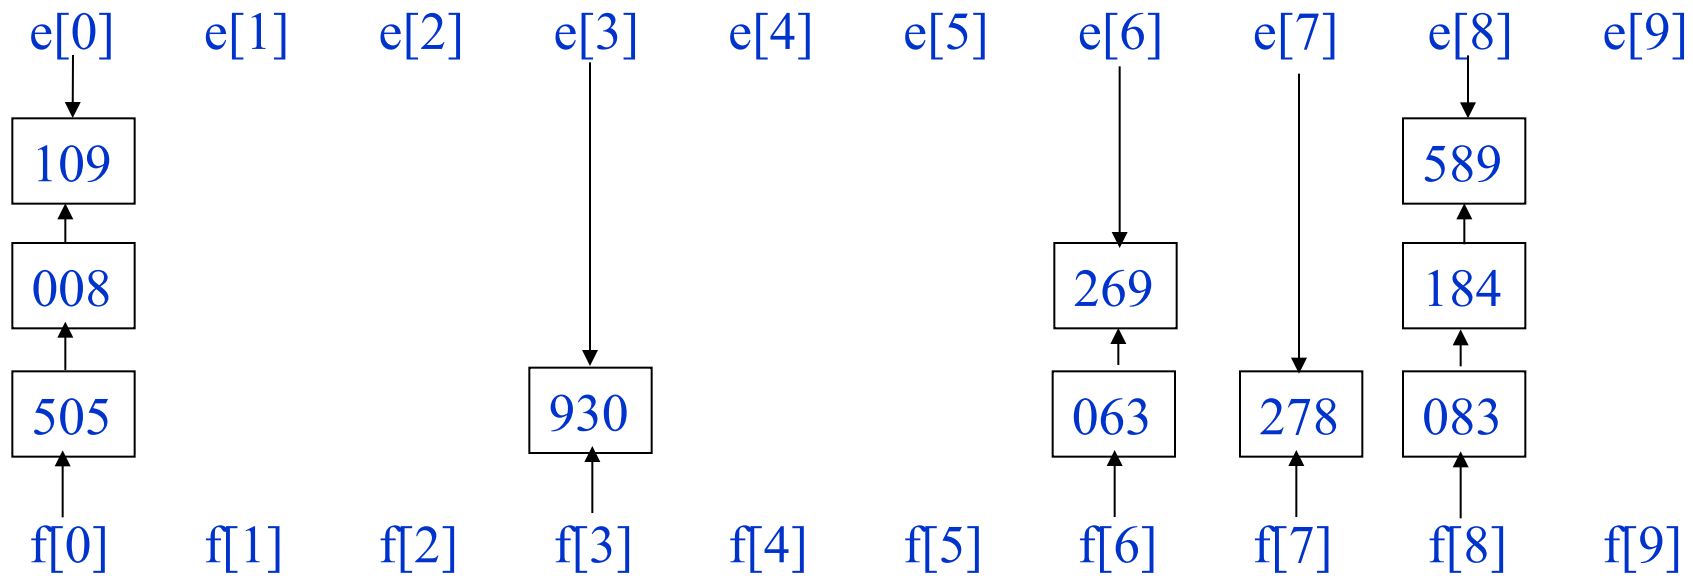 e[0] e[1] e[2] e[3] e[4] e[5] e[6] e[7] e[8] e[9]
109 589
008 269 184
505 930 063 278 083
f[0] f[1] f[2] f[3] f[4] f[5] f[6] f[7] f[8] f[9]